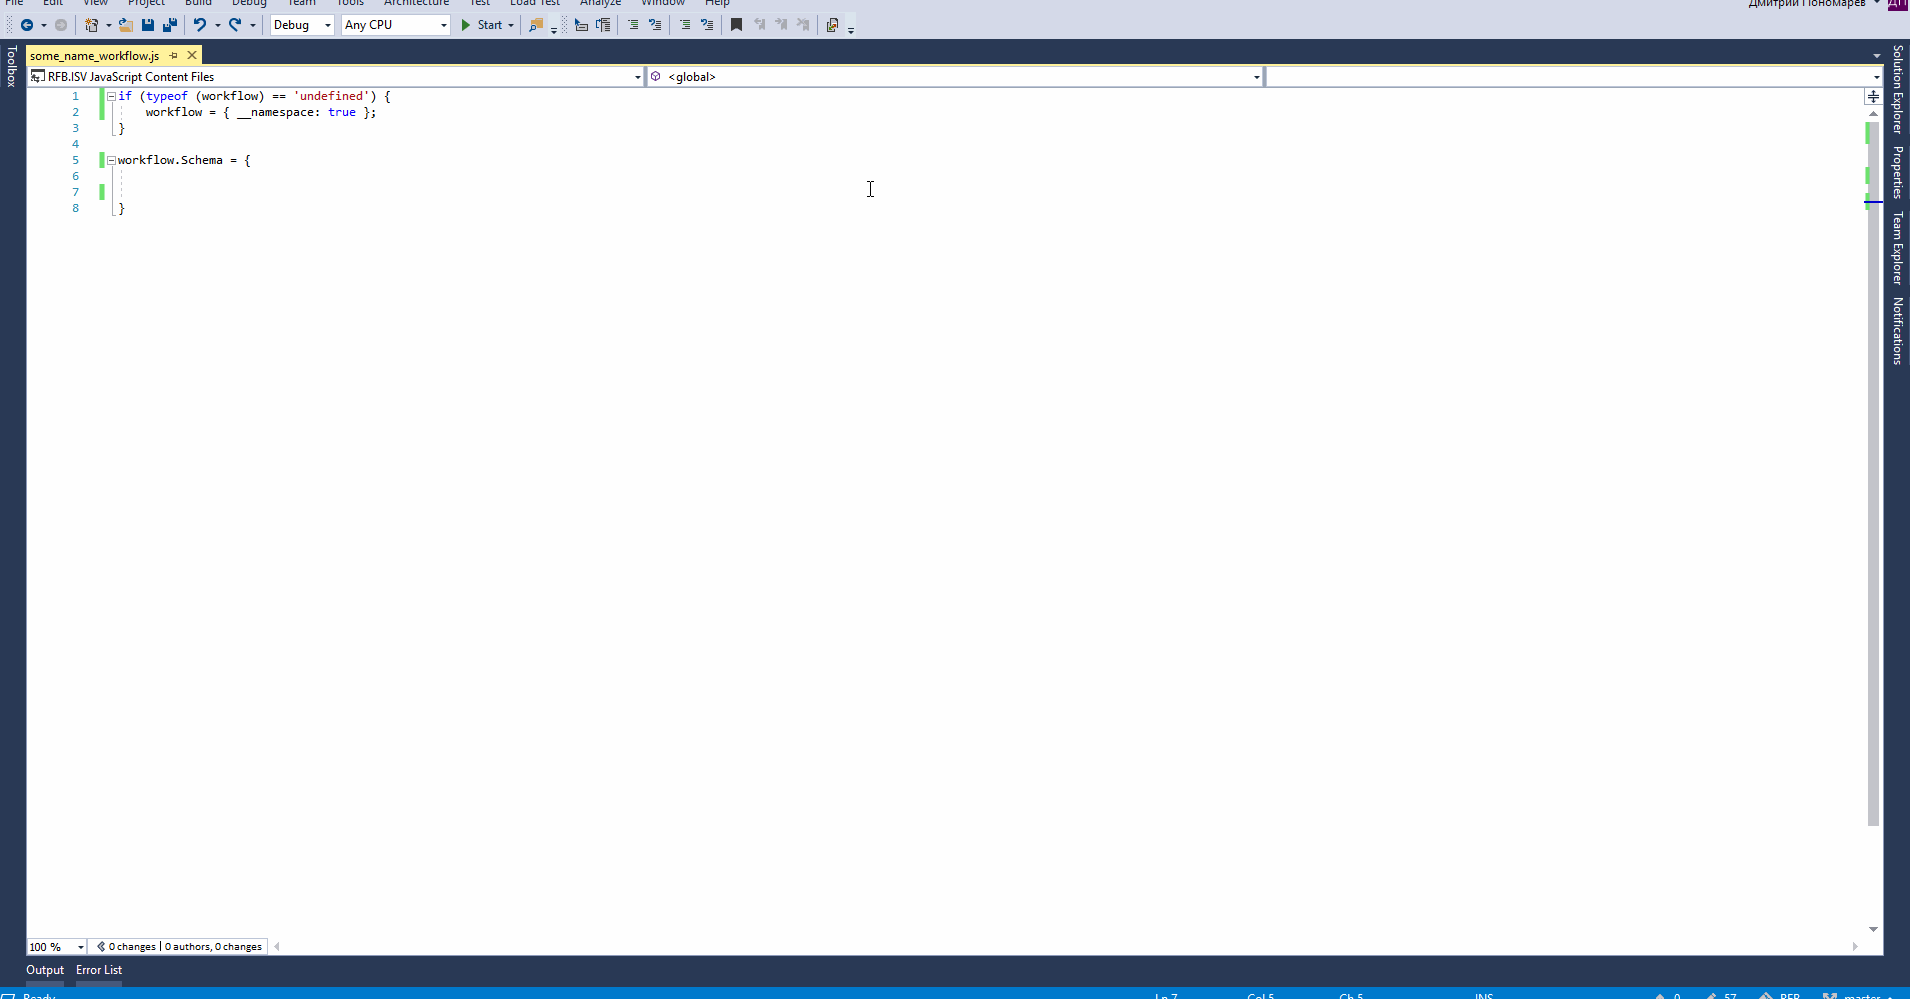 File Edit View Project Build Debug Team Tools Architecture Test Load Test Analyze Window Help Дмитрий Пономарев ДП
Debug Any CPU Start
Toolbox
some_name_workflow.js
RFB.ISV JavaScript Content Files <global>
1 if (typeof (workflow) == 'undefined') {
2 workflow = { __namespace: true };
3 }
4
5 workflow.Schema = {
6
7
8 }
Solution Explorer
Properties
Team Explorer
Notifications
100 % 0 changes | 0 authors, 0 changes
Output Error List
Ready Ln 7 Col 5 Ch 5 INS 0 57 RFB master